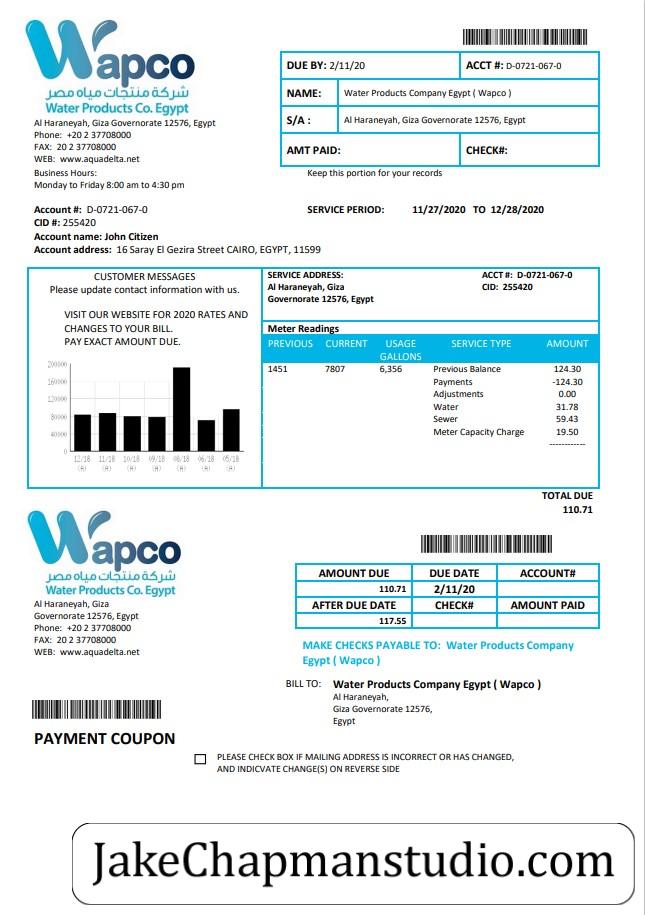 Wapco
شركة منتجات مياه مصر
Water Products Co. Egypt
Al Haraneyah, Giza Governorate 12576, Egypt
Phone: +20 2 37708000
FAX: 20 2 37708000
WEB: www.aquadelta.net
Business Hours:
Monday to Friday 8:00 am to 4:30 pm
DUE BY: 2/11/20 ACCT #: D-0721-067-0
NAME: Water Products Company Egypt ( Wapco )
S/A : Al Haraneyah, Giza Governorate 12576, Egypt
AMT PAID: CHECK#:
Keep this portion for your records
Account #: D-0721-067-0
CID #: 255420
Account name: John Citizen
Account address: 16 Saray El Gezira Street CAIRO, EGYPT, 11599
SERVICE PERIOD: 11/27/2020 TO 12/28/2020
CUSTOMER MESSAGES
Please update contact information with us.
VISIT OUR WEBSITE FOR 2020 RATES AND
CHANGES TO YOUR BILL.
PAY EXACT AMOUNT DUE.
200000
160000
120000
80000
40000
0
12/18 11/18 10/18 09/18 08/18 06/18 05/18
(A) (A) (A) (A) (A) (A) (A)
SERVICE ADDRESS: ACCT #: D-0721-067-0
Al Haraneyah, Giza CID: 255420
Governorate 12576, Egypt
Meter Readings
PREVIOUS CURRENT USAGE SERVICE TYPE AMOUNT
GALLONS
1451 7807 6,356 Previous Balance 124.30
Payments -124.30
Adjustments 0.00
Water 31.78
Sewer 59.43
Meter Capacity Charge 19.50
------------
TOTAL DUE
110.71
Wapco
شركة منتجات مياه مصر
Water Products Co. Egypt
Al Haraneyah, Giza
Governorate 12576, Egypt
Phone: +20 2 37708000
FAX: 20 2 37708000
WEB: www.aquadelta.net
AMOUNT DUE DUE DATE ACCOUNT#
110.71 2/11/20
AFTER DUE DATE CHECK# AMOUNT PAID
117.55
MAKE CHECKS PAYABLE TO: Water Products Company
Egypt ( Wapco )
BILL TO: Water Products Company Egypt ( Wapco )
Al Haraneyah,
Giza Governorate 12576,
Egypt
PAYMENT COUPON
PLEASE CHECK BOX IF MAILING ADDRESS IS INCORRECT OR HAS CHANGED,
AND INDICVATE CHANGE(S) ON REVERSE SIDE
JakeChapmanstudio.com